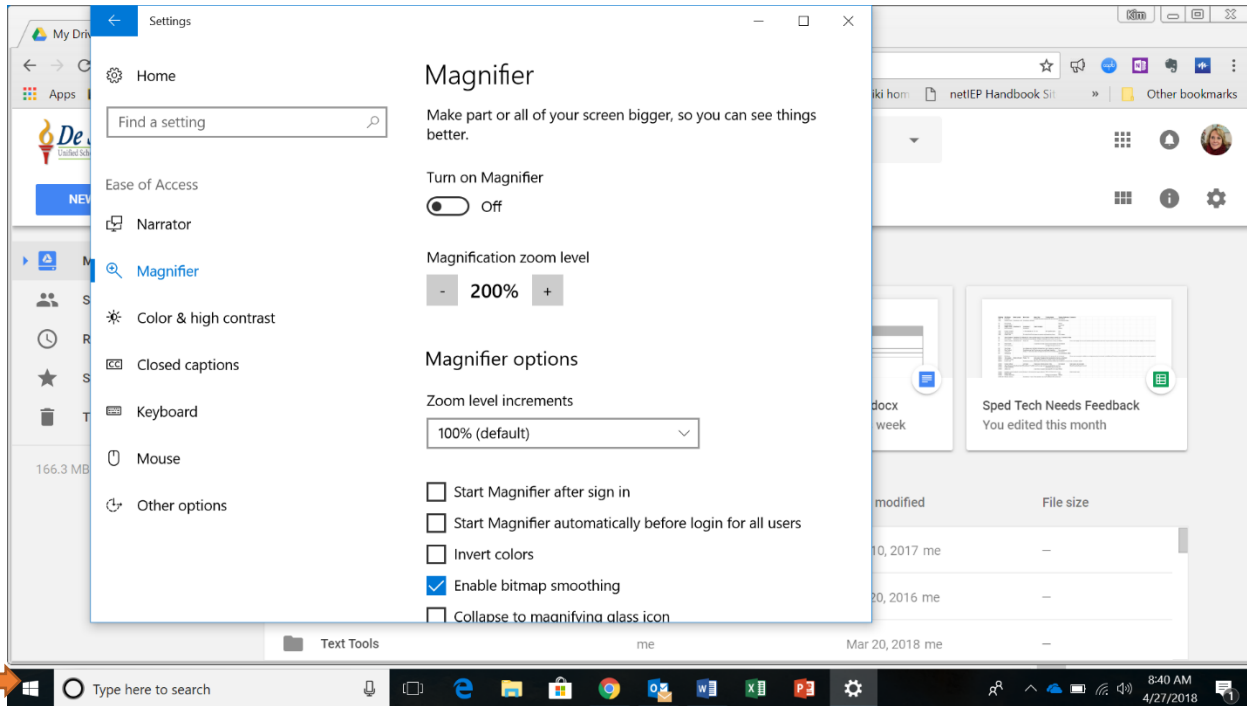 Settings
Kim
My Driv
Home
Find a setting
Ease of Access
Narrator
Magnifier
Color & high contrast
Closed captions
Keyboard
Mouse
Other options
Magnifier
Make part or all of your screen bigger, so you can see things
better.
Turn on Magnifier
Off
Magnification zoom level
- 200% +
Magnifier options
Zoom level increments
100% (default)
Start Magnifier after sign in
Start Magnifier automatically before login for all users
Invert colors
Enable bitmap smoothing
Collapse to magnifying glass icon
Apps
iki hom netIEP Handbook Sit » Other bookmarks
De
Unified Sch
NEW
M
S
R
S
T
166.3 MB
docx
week
Sped Tech Needs Feedback
You edited this month
modified File size
10, 2017 me —
20, 2016 me —
Text Tools me Mar 20, 2018 me —
Type here to search
8:40 AM
4/27/2018
1